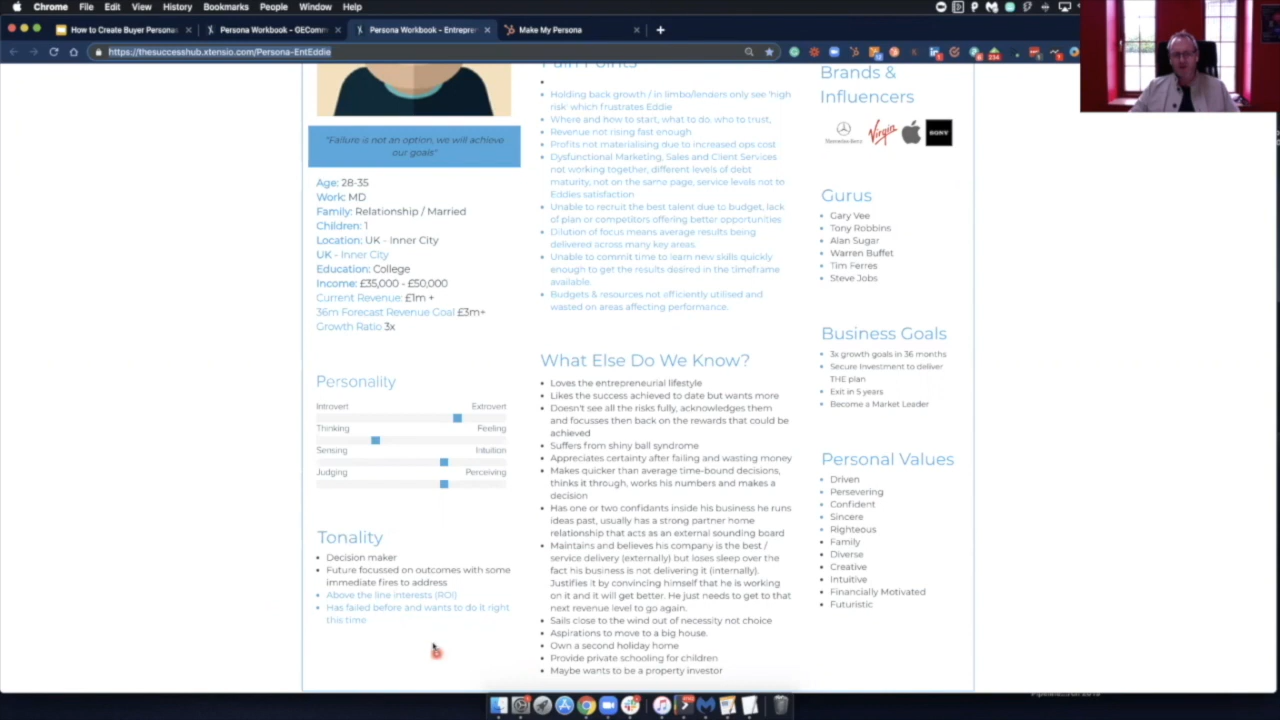 Chrome File Edit View History Bookmarks People Window Help
How to Create Buyer Persona
Persona Workbook - GEComm
Persona Workbook - Entrepre
Make My Persona
https://thesuccesshub.xtensio.com/Persona-EntEddie
"Failure is not an option, we will achieve
our goals"
Age: 28-35
Work: MD
Family: Relationship / Married
Children: 1
Location: UK - Inner City
UK - Inner City
Education: College
Income: £35,000 - £50,000
Current Revenue: £1m +
36m Forecast Revenue Goal £3m+
Growth Ratio 3x
Personality
Introvert Extrovert
Thinking Feeling
Sensing Intuition
Judging Perceiving
Tonality
Decision maker
Future focussed on outcomes with some
immediate fires to address
Above the line interests (ROI)
Has failed before and wants to do it right
this time
Pain Points
Holding back growth / in limbo/lenders only see 'high
risk' which frustrates Eddie
Where and how to start, what to do, who to trust,
Revenue not rising fast enough
Profits not materialising due to increased ops cost
Dysfunctional Marketing, Sales and Client Services
not working together, different levels of debt
maturity, not on the same page, service levels not to
Eddies satisfaction
Unable to recruit the best talent due to budget, lack
of plan or competitors offering better opportunities
Dilution of focus means average results being
delivered across many key areas.
Unable to commit time to learn new skills quickly
enough to get the results desired in the timeframe
available.
Budgets & resources not efficiently utilised and
wasted on areas affecting performance.
What Else Do We Know?
Loves the entrepreneurial lifestyle
Likes the success achieved to date but wants more
Doesn't see all the risks fully, acknowledges them
and focusses then back on the rewards that could be
achieved
Suffers from shiny ball syndrome
Appreciates certainty after failing and wasting money
Makes quicker than average time-bound decisions,
thinks it through, works his numbers and makes a
decision
Has one or two confidants inside his business he runs
ideas past, usually has a strong partner home
relationship that acts as an external sounding board
Maintains and believes his company is the best /
service delivery (externally) but loses sleep over the
fact his business is not delivering it (internally).
Justifies it by convincing himself that he is working
on it and it will get better. He just needs to get to that
next revenue level to go again.
Sails close to the wind out of necessity not choice
Aspirations to move to a big house.
Own a second holiday home
Provide private schooling for children
Maybe wants to be a property investor
Brands &
Influencers
Mercedes-Benz Virgin SONY
Gurus
Gary Vee
Tony Robbins
Alan Sugar
Warren Buffet
Tim Ferres
Steve Jobs
Business Goals
3x growth goals in 36 months
Secure Investment to deliver
THE plan
Exit in 5 years
Become a Market Leader
Personal Values
Driven
Persevering
Confident
Sincere
Righteous
Family
Diverse
Creative
Intuitive
Financially Motivated
Futuristic